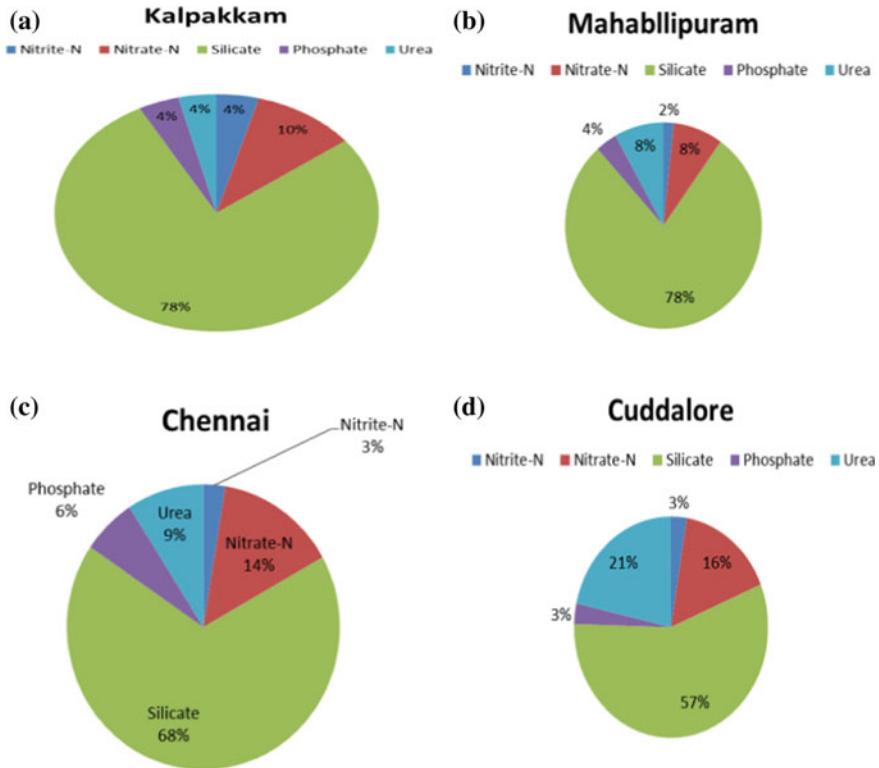 (a)
Kalpakkam
Nitrite-N Nitrate-N Silicate Phosphate Urea
4% 4% 4%
10%
78%
(b)
Mahabllipuram
Nitrite-N Nitrate-N Silicate Phosphate Urea
2%
4%
8% 8%
78%
(c)
Chennai
Nitrite-N
3%
Phosphate
6%
Urea
9%
Nitrate-N
14%
Silicate
68%
(d)
Cuddalore
Nitrite-N Nitrate-N Silicate Phosphate Urea
3%
21% 16%
3%
57%